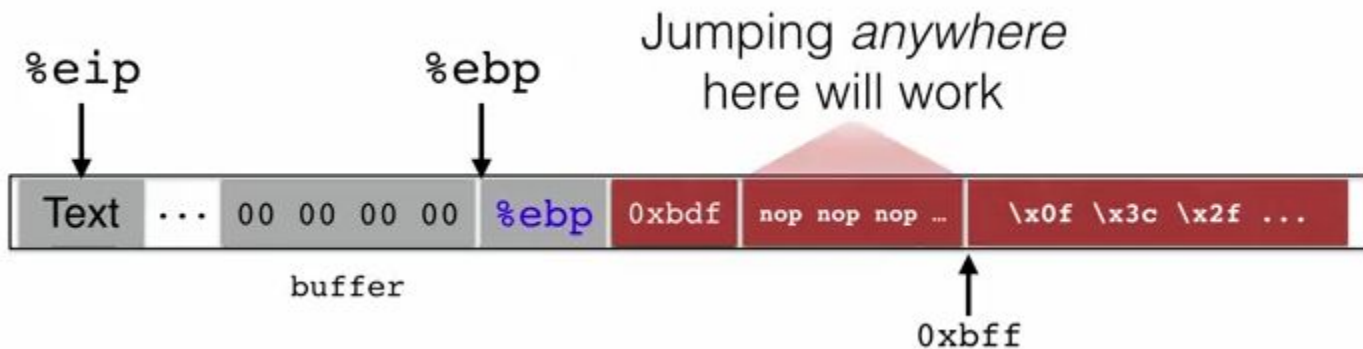 Jumping anywhere
here will work
%eip
%ebp
Text ... 00 00 00 00 %ebp 0xbdf nop nop nop ... \x0f \x3c \x2f ...
buffer
0xbff